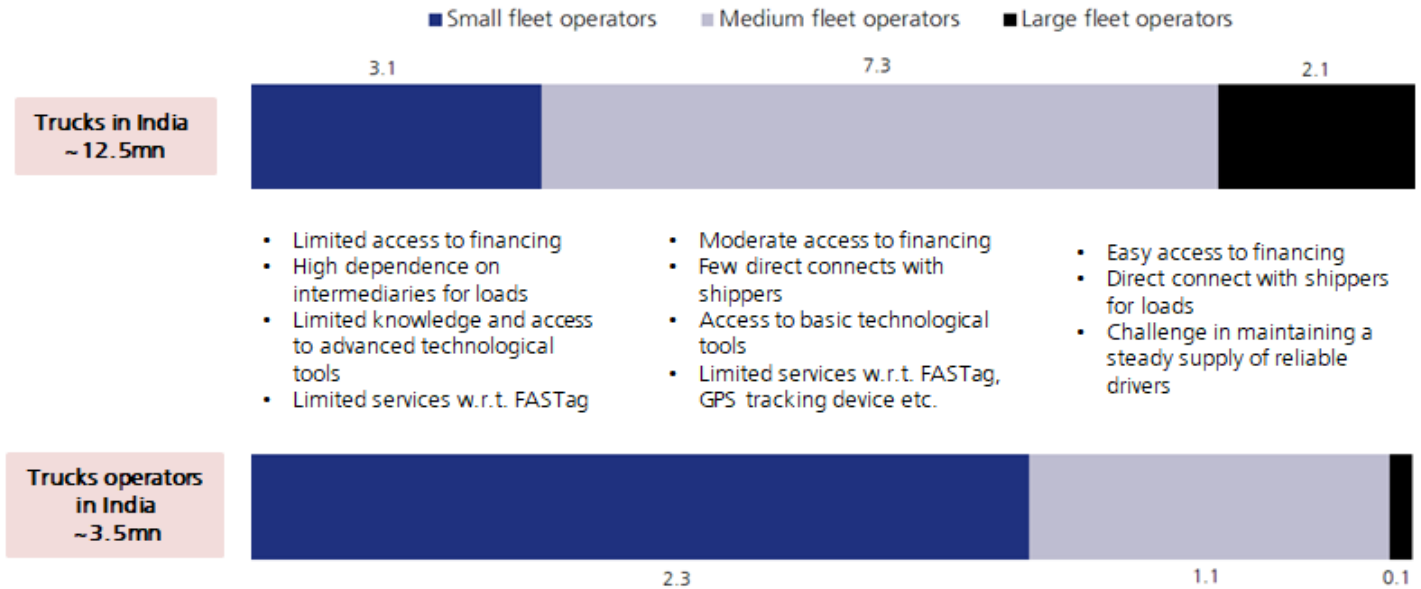 Small fleet operators Medium fleet operators Large fleet operators
3.1 7.3 2.1
Trucks in India
~12.5mn
• Limited access to financing
• High dependence on
intermediaries for loads
• Limited knowledge and access
to advanced technological
tools
• Limited services w.r.t. FASTag
• Moderate access to financing
• Few direct connects with
shippers
• Access to basic technological
tools
• Limited services w.r.t. FASTag,
GPS tracking device etc.
• Easy access to financing
• Direct connect with shippers
for loads
• Challenge in maintaining a
steady supply of reliable
drivers
Trucks operators
in India
~3.5mn
2.3 1.1 0.1